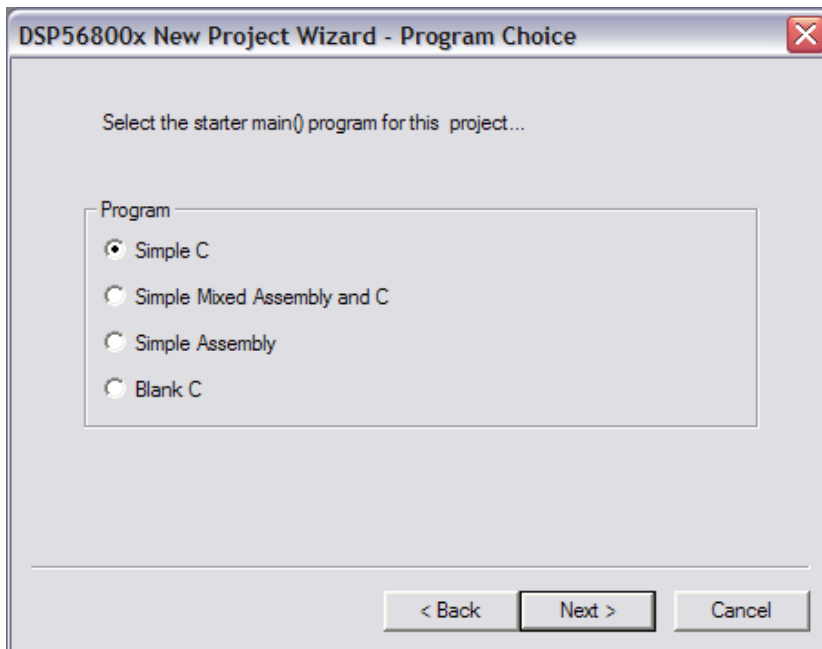 DSP56800x New Project Wizard - Program Choice
Select the starter main() program for this project...
Program
Simple C
Simple Mixed Assembly and C
Simple Assembly
Blank C
< Back Next > Cancel